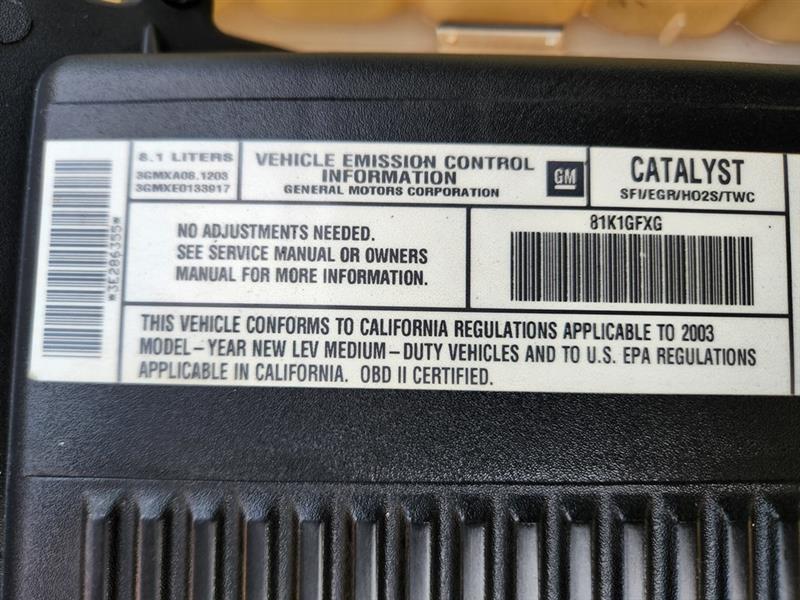 *3E286355*
8.1 LITERS
3GMXA08.1203
3GMXE0133917
VEHICLE EMISSION CONTROL
INFORMATION
GENERAL MOTORS CORPORATION
GM
CATALYST
SFI/EGR/HO2S/TWC
NO ADJUSTMENTS NEEDED.
SEE SERVICE MANUAL OR OWNERS
MANUAL FOR MORE INFORMATION.
81K1GFXG
THIS VEHICLE CONFORMS TO CALIFORNIA REGULATIONS APPLICABLE TO 2003
MODEL-YEAR NEW LEV MEDIUM-DUTY VEHICLES AND TO U.S. EPA REGULATIONS
APPLICABLE IN CALIFORNIA. OBD II CERTIFIED.